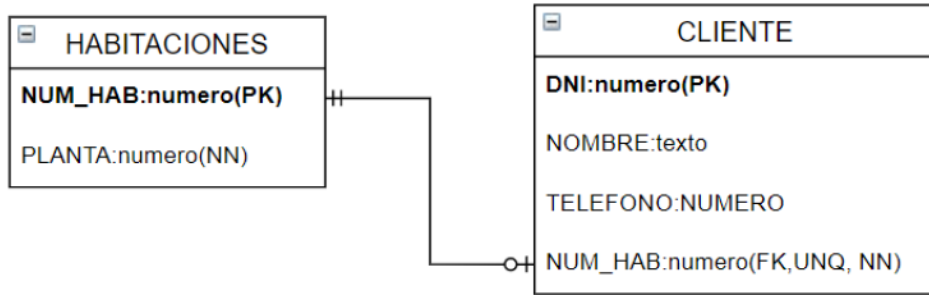 HABITACIONES
NUM_HAB:numero(PK)
PLANTA:numero(NN)
CLIENTE
DNI:numero(PK)
NOMBRE:texto
TELEFONO:NUMERO
NUM_HAB:numero(FK,UNQ, NN)